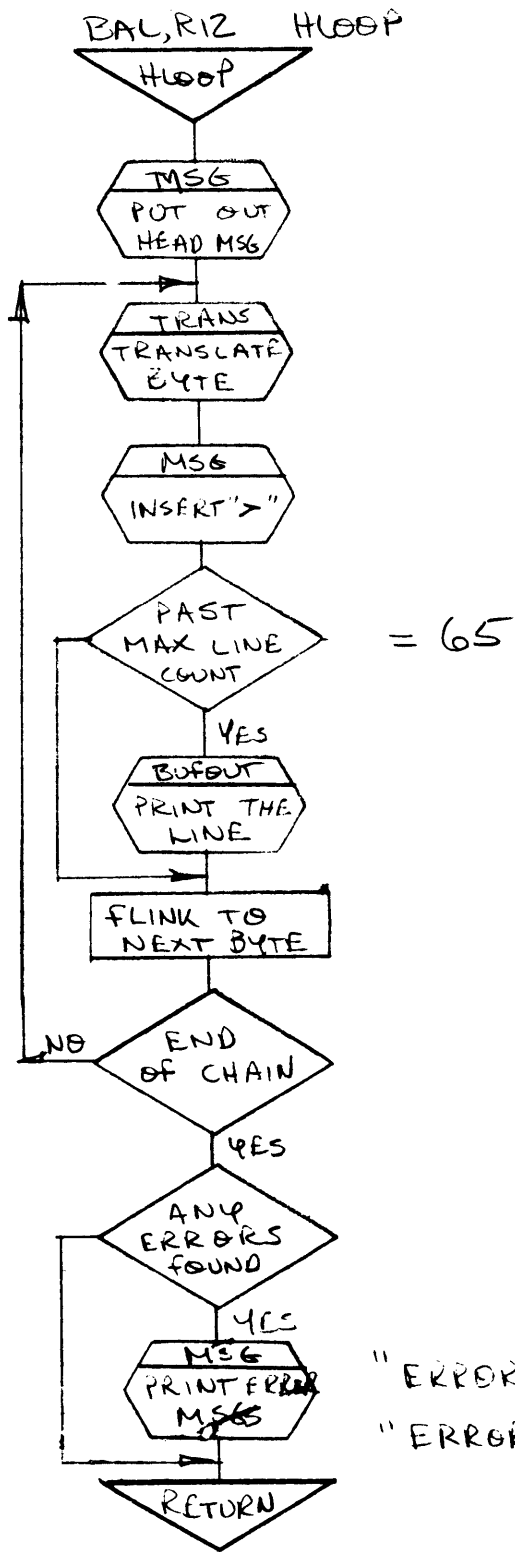 BAL,R12 HLOOP
HLOOP
MSG
PUT OUT
HEAD MSG
TRANS
TRANSLATE
BYTE
MSG
INSERT ">"
PAST
MAX LINE
COUNT
= 65
YES
BUFOUT
PRINT THE
LINE
FLINK TO
NEXT BYTE
NO
END
OF CHAIN
YES
ANY
ERRORS
FOUND
YES
MSG
PRINT ERROR
"ERROR
"ERROR
RETURN